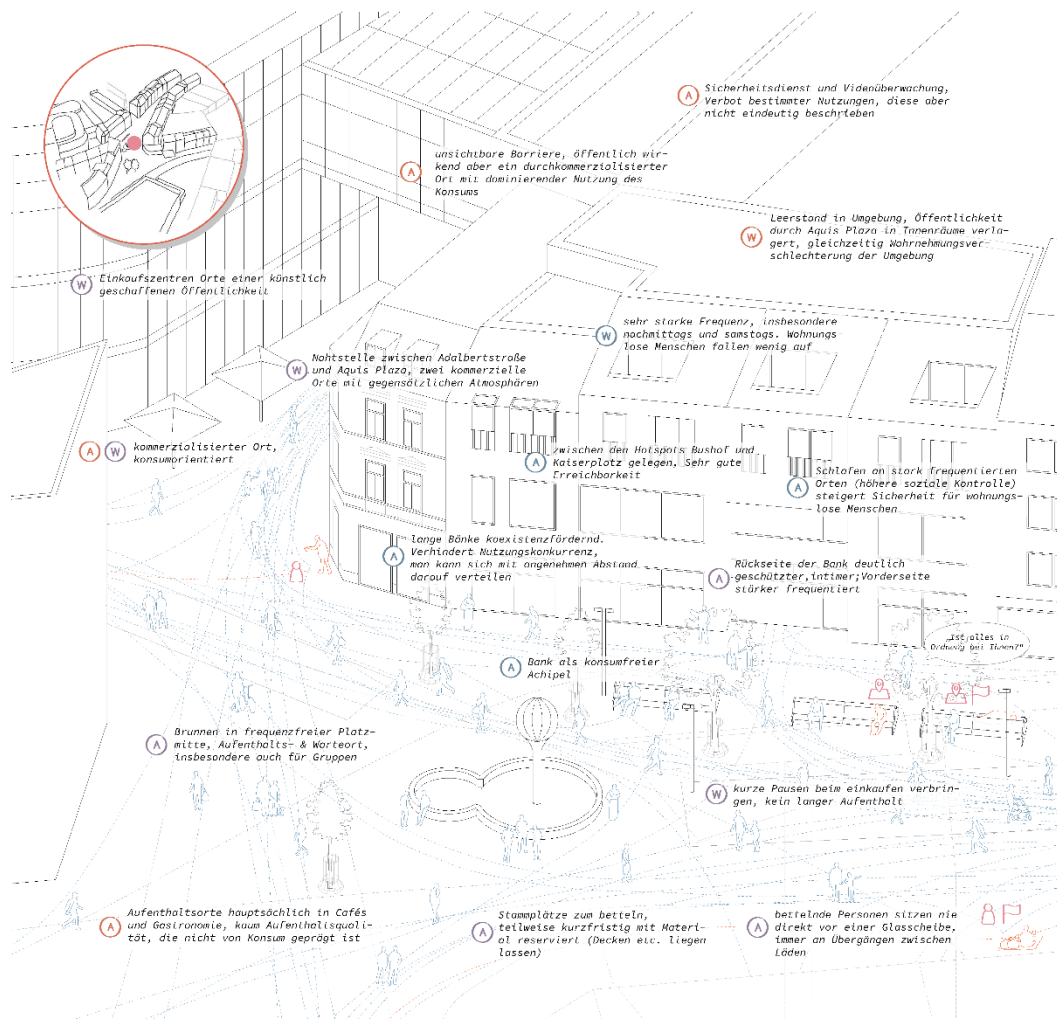 A
Sicherheitsdienst und Videoüberwachung,
Verbot bestimmter Nutzungen, diese aber
nicht eindeutig beschrieben
A
unsichtbare Barriere, öffentlich wir-
kend aber ein durchkommerzialisierter
Ort mit dominierender Nutzung des
Konsums
W
Leerstand in Umgebung, Öffentlichkeit
durch Aquis Plaza in Innenräume verla-
gert, gleichzeitig Wahrnehmungsver-
schlechterung der Umgebung
W
Einkaufszentren Orte einer künstlich
geschaffenen Öffentlichkeit
W
sehr starke Frequenz, insbesondere
nachmittags und samstags. Wohnungs
lose Menschen fallen wenig auf
W
Nahtstelle zwischen Adalbertstraße
und Aquis Plaza, zwei kommerzielle
Orte mit gegensätzlichen Atmosphären
A W
kommerzialisierter Ort,
konsumorientiert
A
zwischen den Hotspots Bushof und
Kaiserplatz gelegen, Sehr gute
Erreichbarkeit
A
Schlafen an stark frequentierten
Orten (höhere soziale Kontrolle)
steigert Sicherheit für wohnungs-
lose Menschen
A
lange Bänke koexistenzfördernd.
Verhindert Nutzungskonkurrenz,
man kann sich mit angenehmen Abstand
darauf verteilen
A
Rückseite der Bank deutlich
geschützter,intimer;Vorderseite
stärker frequentiert
„Ist alles in
Ordnung bei Ihnen?"
A
Bank als konsumfreier
Achipel
A
Brunnen in frequenzfreier Platz-
mitte, Aufenthalts- & Warteort,
insbesondere auch für Gruppen
W
kurze Pausen beim einkaufen verbrin-
gen, kein langer Aufenthalt
A
Aufenthaltsorte hauptsächlich in Cafés
und Gastronomie, kaum Aufenthaltsquali-
tät, die nicht von Konsum geprägt ist
A
Stammplätze zum betteln,
teilweise kurzfristig mit Materi-
al reserviert (Decken etc. liegen
lassen)
A
bettelnde Personen sitzen nie
direkt vor einer Glasscheibe,
immer an Übergängen zwischen
Läden